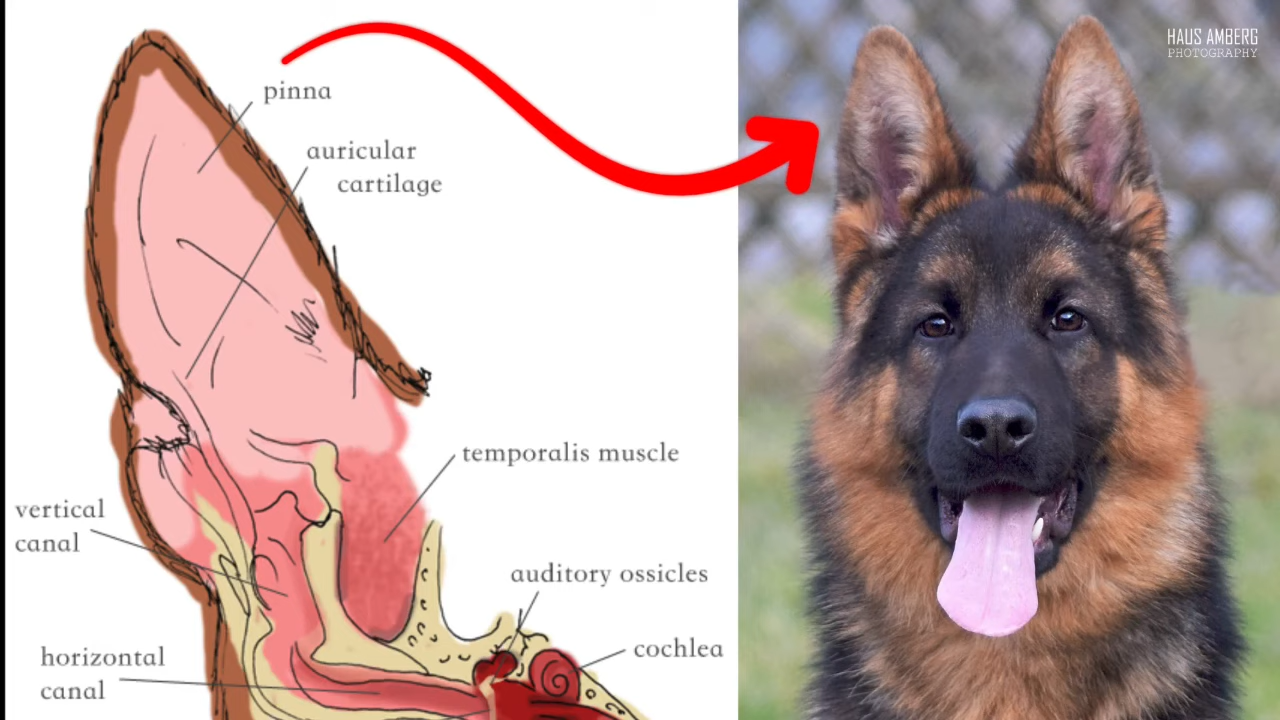 pinna
auricular
cartilage
temporalis muscle
vertical
canal
auditory ossicles
cochlea
horizontal
canal
HAUS AMBERG
PHOTOGRAPHY